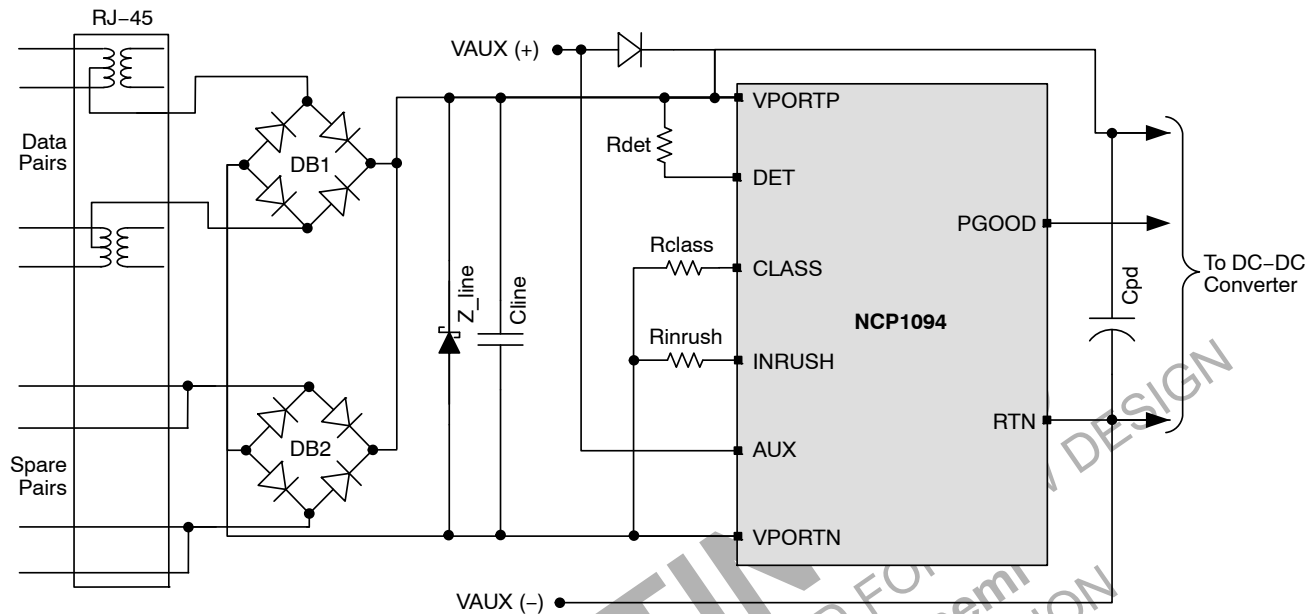 RJ−45
VAUX (+)
Data
Pairs
DB1
Rdet
VPORTP
DET
PGOOD
Rclass
CLASS
Z_line
Cline
NCP1094
Cpd
To DC−DC
Converter
Rinrush
INRUSH
RTN
DB2
AUX
Spare
Pairs
VPORTN
VAUX (−)
DESIGN